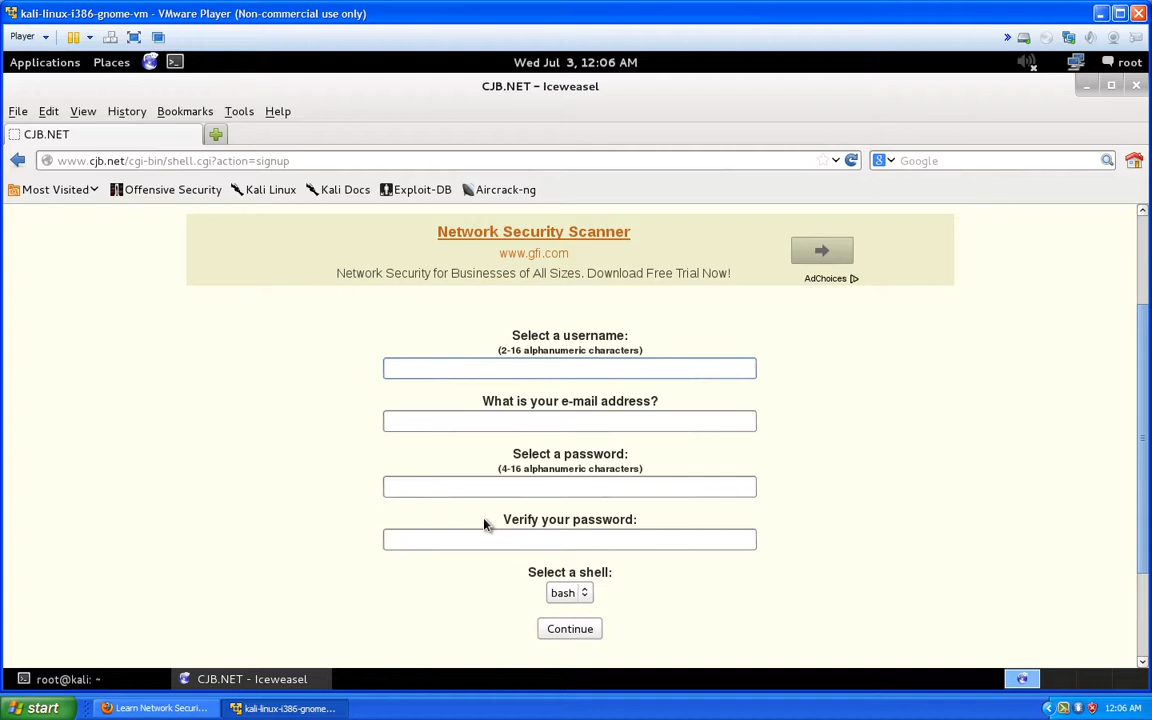 kali-linux-i386-gnome-vm - VMware Player (Non-commercial use only)
Player
Applications Places Wed Jul 3, 12:06 AM root
CJB.NET – Iceweasel
File Edit View History Bookmarks Tools Help
CJB.NET
www.cjb.net/cgi-bin/shell.cgi?action=signup Google
Most Visited Offensive Security Kali Linux Kali Docs Exploit-DB Aircrack-ng
Network Security Scanner
www.gfi.com
Network Security for Businesses of All Sizes. Download Free Trial Now!
AdChoices
Select a username:
(2-16 alphanumeric characters)
What is your e-mail address?
Select a password:
(4-16 alphanumeric characters)
Verify your password:
Select a shell:
bash
Continue
root@kali: ~ CJB.NET - Iceweasel
start Learn Network Securi... kali-linux-i386-gnome... 12:06 AM